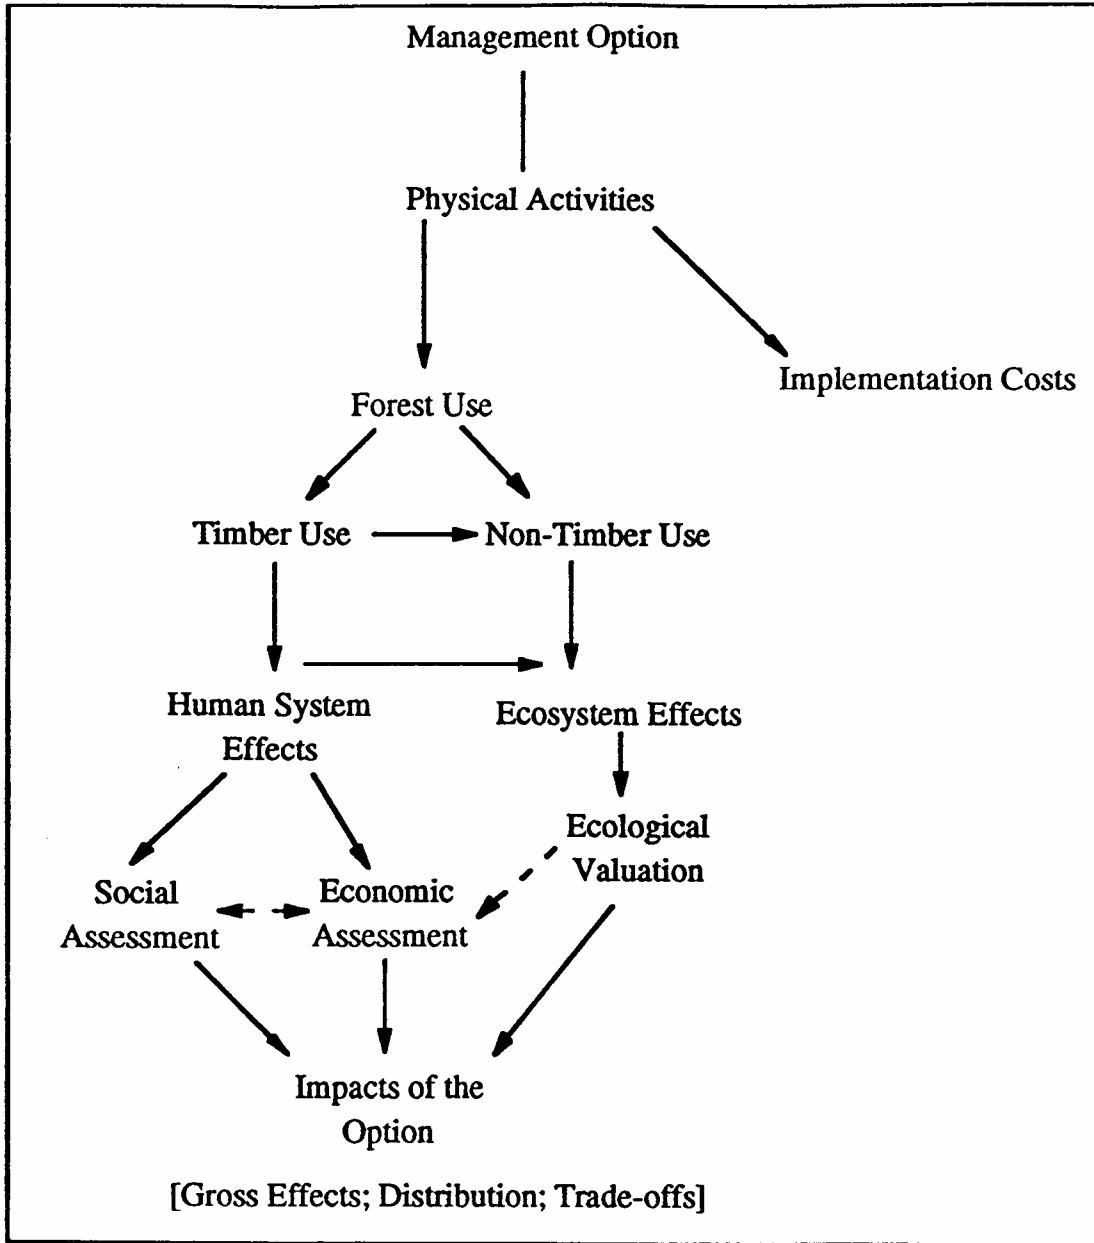 Management Option
Physical Activities
Implementation Costs
Forest Use
Timber Use
Non-Timber Use
Human System
Effects
Ecosystem Effects
Ecological
Valuation
Social
Assessment
Economic
Assessment
Impacts of the
Option
[Gross Effects; Distribution; Trade-offs]